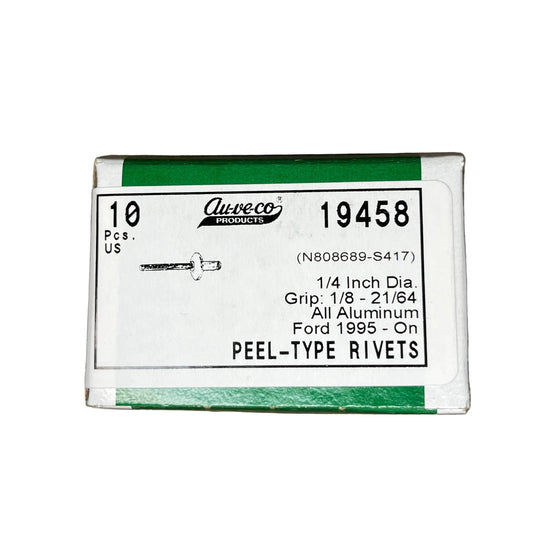 10
Pcs.
US
au-ve-co®
PRODUCTS
19458
(N808689-S417)
1/4 Inch Dia.
Grip: 1/8 - 21/64
All Aluminum
Ford 1995 - On
PEEL-TYPE RIVETS